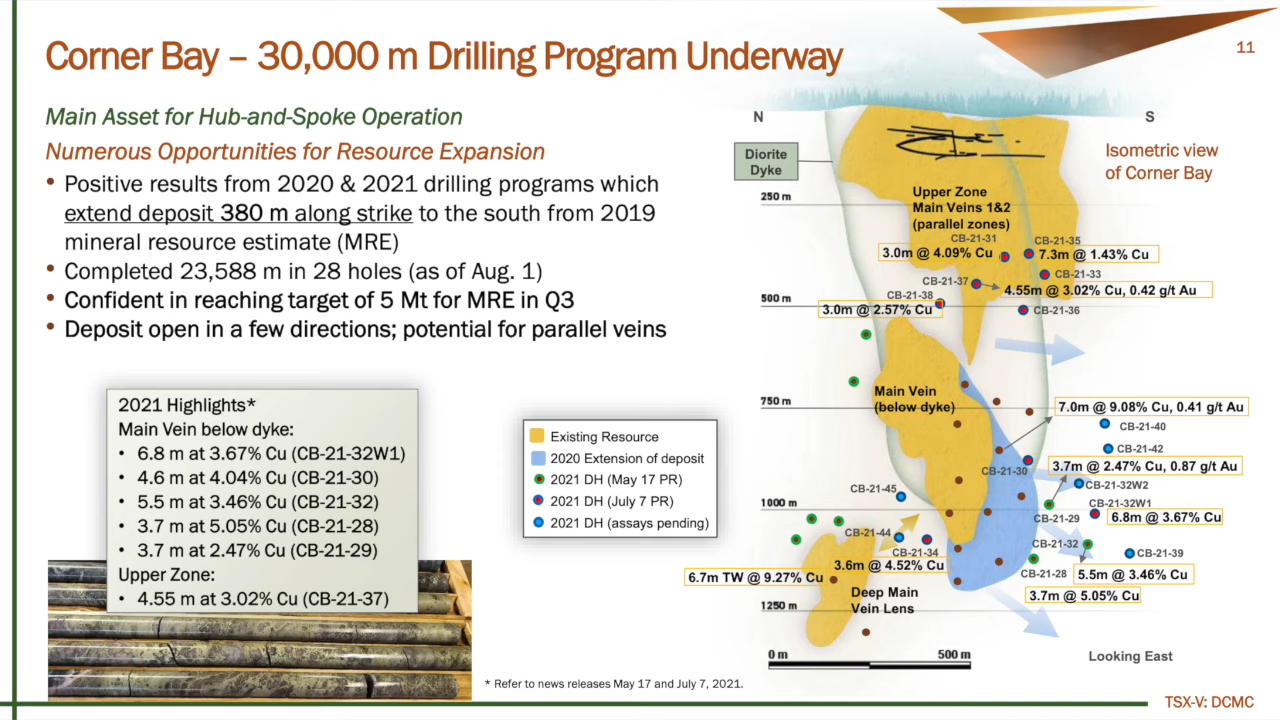 Corner Bay – 30,000 m Drilling Program Underway
11
Main Asset for Hub-and-Spoke Operation
Numerous Opportunities for Resource Expansion
• Positive results from 2020 & 2021 drilling programs which
extend deposit 380 m along strike to the south from 2019
mineral resource estimate (MRE)
• Completed 23,588 m in 28 holes (as of Aug. 1)
• Confident in reaching target of 5 Mt for MRE in Q3
• Deposit open in a few directions; potential for parallel veins
2021 Highlights*
Main Vein below dyke:
• 6.8 m at 3.67% Cu (CB-21-32W1)
• 4.6 m at 4.04% Cu (CB-21-30)
• 5.5 m at 3.46% Cu (CB-21-32)
• 3.7 m at 5.05% Cu (CB-21-28)
• 3.7 m at 2.47% Cu (CB-21-29)
Upper Zone:
• 4.55 m at 3.02% Cu (CB-21-37)
Existing Resource
2020 Extension of deposit
2021 DH (May 17 PR)
2021 DH (July 7 PR)
2021 DH (assays pending)
N
S
Diorite
Dyke
Isometric view
of Corner Bay
250 m
Upper Zone
Main Veins 1&2
(parallel zones)
CB-21-31
CB-21-35
3.0m @ 4.09% Cu
7.3m @ 1.43% Cu
CB-21-33
CB-21-37
4.55m @ 3.02% Cu, 0.42 g/t Au
CB-21-38
500 m
3.0m @ 2.57% Cu
CB-21-36
Main Vein
(below dyke)
750 m
7.0m @ 9.08% Cu, 0.41 g/t Au
CB-21-40
CB-21-42
CB-21-30
3.7m @ 2.47% Cu, 0.87 g/t Au
CB-21-32W2
CB-21-45
1000 m
CB-21-32W1
CB-21-29
6.8m @ 3.67% Cu
CB-21-44
CB-21-34
CB-21-32
CB-21-39
3.6m @ 4.52% Cu
6.7m TW @ 9.27% Cu
CB-21-28
5.5m @ 3.46% Cu
3.7m @ 5.05% Cu
Deep Main
Vein Lens
1250 m
0 m
500 m
Looking East
* Refer to news releases May 17 and July 7, 2021.
TSX-V: DCMC